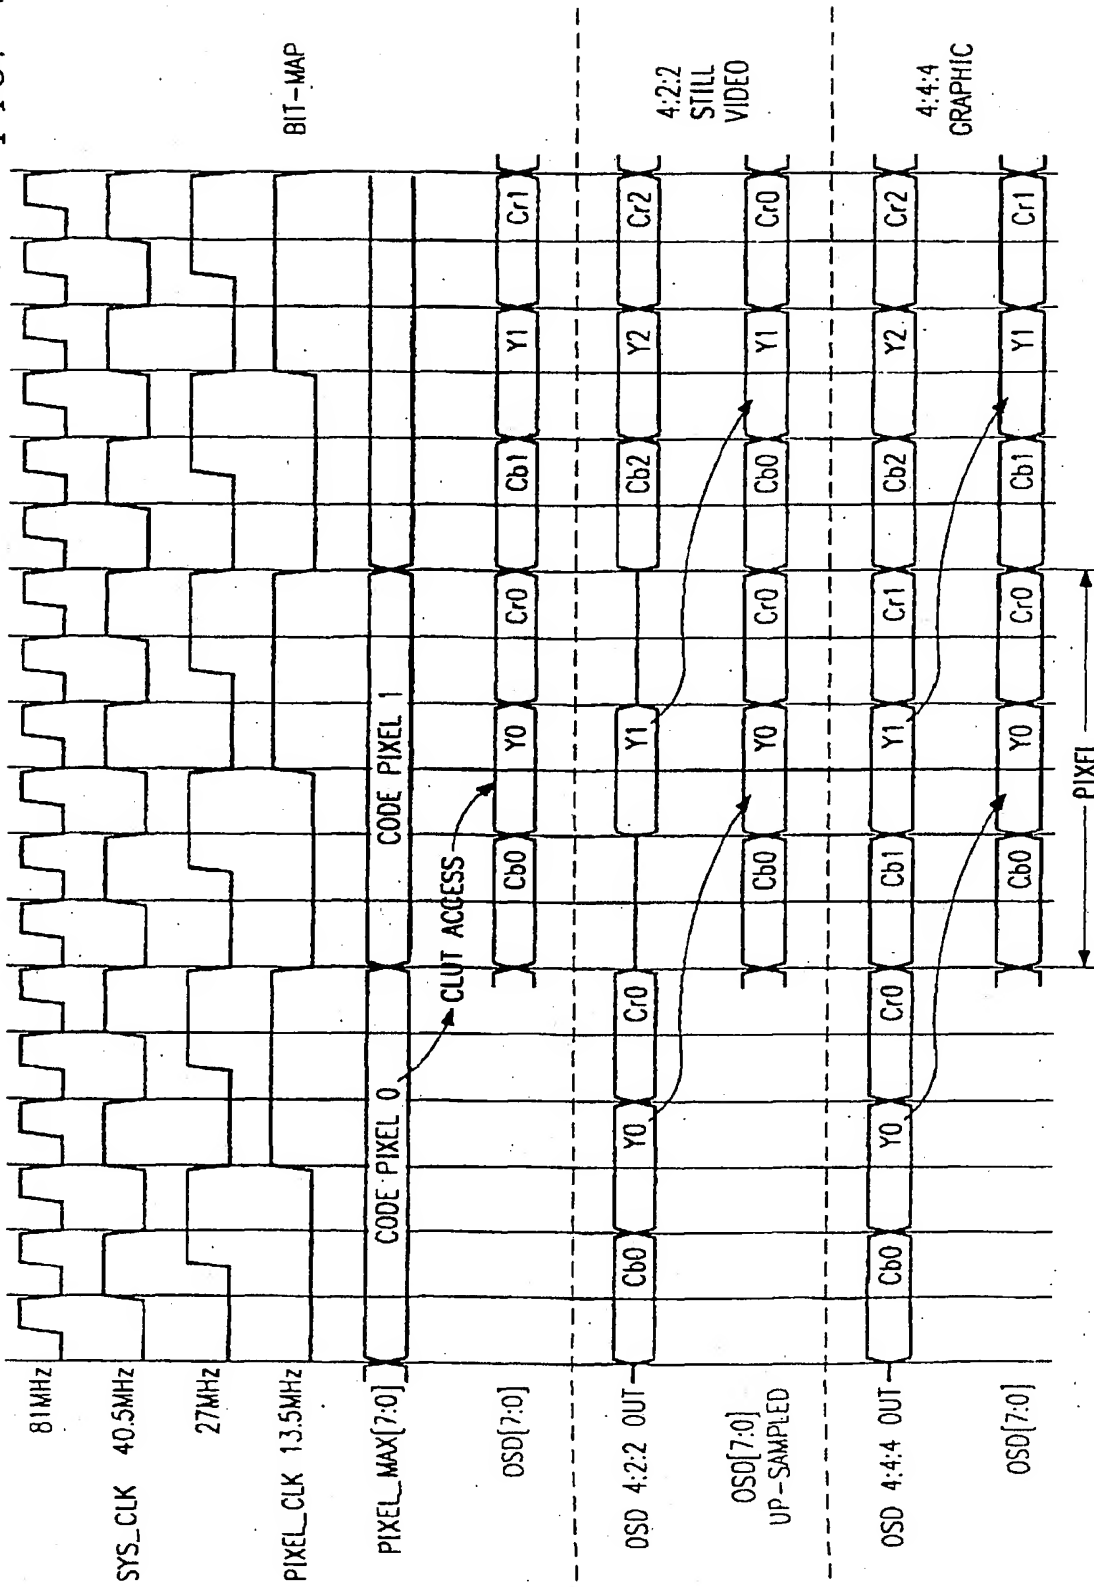 FIG.
81MHz
SYS_CLK 40.5MHz
27MHz
PIXEL_CLK 13.5MHz
BIT-MAP
PIXEL_MAX[7:0] CODE PIXEL 0 CODE PIXEL 1
CLUT ACCESS
OSD[7:0] Cb0 Y0 Cr0 Cb1 Y1 Cr1
OSD 4:2:2 OUT Cb0 Y0 Cr0 Y1 Cb2 Y2 Cr2
4:2:2
STILL
VIDEO
OSD[7:0]
UP-SAMPLED
Cb0 Y0 Cr0 Cb0 Y1 Cr0
OSD 4:4:4 OUT Cb0 Y0 Cr0 Cb1 Y1 Cr1 Cb2 Y2 Cr2
4:4:4
GRAPHIC
OSD[7:0] Cb0 Y0 Cr0 Cb1 Y1 Cr1
PIXEL